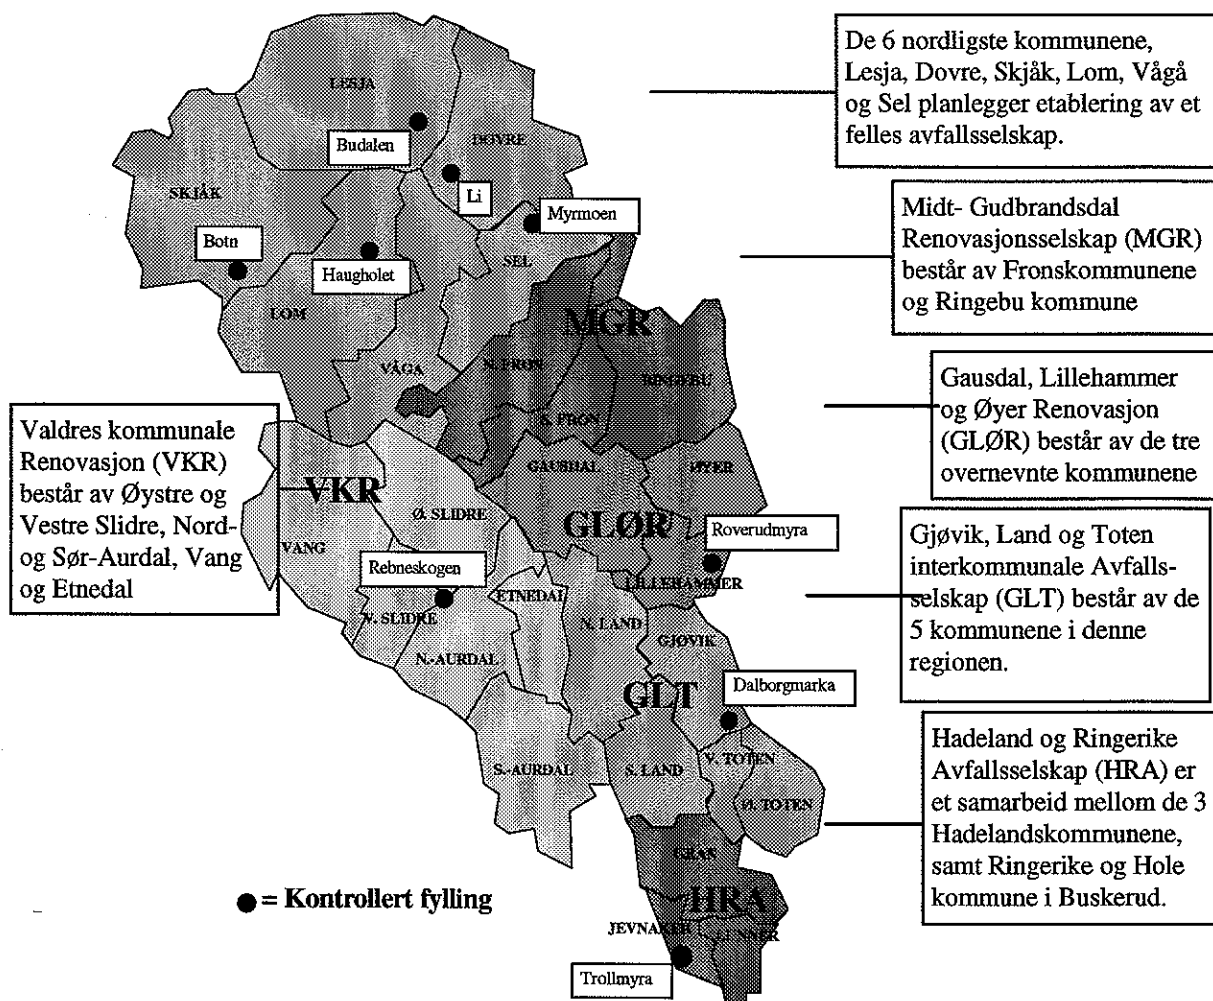 De 6 nordligste kommunene,
Lesja, Dovre, Skjåk, Lom, Vågå
og Sel planlegger etablering av et
felles avfallsselskap.
LESJA
Budalen
DOVRE
SKJÅK
Li
Myrmoen
Botn
Haugholet
SEL
LOM
Midt- Gudbrandsdal
Renovasjonsselskap (MGR)
består av Fronskommunene
og Ringebu kommune
MGR
VÅGA
N. FRON
RINGEBU
S. FRON
Gausdal, Lillehammer
og Øyer Renovasjon
(GLØR) består av de tre
overnevnte kommunene
Valdres kommunale
Renovasjon (VKR)
består av Øystre og
Vestre Slidre, Nord-
og Sør-Aurdal, Vang
og Etnedal
GAUSDAL
ØYER
VKR
Ø. SLIDRE
GLØR
Roverudmyra
VANG
Rebneskogen
LILLEHAMMER
ETNEDAL
V. SLIDRE
N. LAND
GJØVIK
N.-AURDAL
Gjøvik, Land og Toten
interkommunale Avfalls-
selskap (GLT) består av de
5 kommunene i denne
regionen.
GLT
Dalborgmarka
S.-AURDAL
S. LAND
V. TOTEN
Ø. TOTEN
Hadeland og Ringerike
Avfallsselskap (HRA) er
et samarbeid mellom de 3
Hadelandskommunene,
samt Ringerike og Hole
kommune i Buskerud.
GRAN
HRA
= Kontrollert fylling
JEVNAKER
LUNNER
Trollmyra